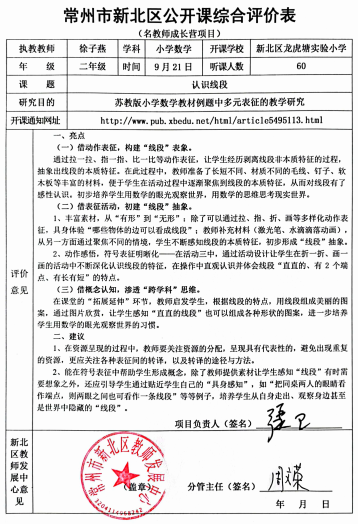 常州市新北区公开课综合评价表
（名教师成长营项目）
执教教师 徐子燕 学科 小学数学 开课学校 新北区龙虎塘实验小学
年 级 二年级 时间 9月21日 听课人数 60
课 题 认识线段
研究目的 苏教版小学数学教材例题中多元表征的教学研究
开课通知网址 http://www.pub.xbedu.net/html/article5495113.html
评价意见
一、亮点
（一）借助动作表征，构建“线段”表象。
通过拉一拉、指一指、比一比等动作表征，让学生经历剥离线段非本质特征的过程，
抽象出线段的本质特征。在此过程中，教师准备了长短不同、材质不同的毛线、钉子、软
木板等丰富的材料，便于学生在活动过程中逐渐聚焦到线段的本质特征，从而对线段有了
感性认识，初步培养学生用数学的眼光观察世界，用数学的思维思考现实世界。
（二）借表征活动，构建“线段”抽象。
1、丰富素材，从“有形”到“无形”：除了可以通过拉、指、折、画等多样化动作表
征，具身体验“哪些物体的边可以看成线段”；教师补充材料（激光笔、水滴滴落动画），
从另一方面通过聚焦不同的情境，学生不断感知线段的本质特征，初步形成“线段”抽象。
2、动作感悟，符号表征明晰化——在活动三中，通过活动设计让学生在折一折、画一
画的活动中不断深化认识线段的特征，在操作中直观认识并体会线段“直直的、有 2 个端
点、有长有短”的特点。
（三）借概念认知，渗透“跨学科”思维。
在课堂的“拓展延伸”环节，教师启发学生，根据线段的特点，用线段组成美丽的图
案，通过图片欣赏，让学生感知“直直的线段”也可以组成各种形状的图案，进一步培养
学生用数学的眼光观察世界的习惯。
二、建议
1、在资源呈现的过程中，教师要关注资源的分配，呈现具有代表性的，避免出现重复
的资源，更应关注各种表征间的转译，以及转译的途径与方法。
2、能在符号表征中帮助学生形成概念，除了教师提供素材让学生感知“线段”有时需
要想象之外，还应引导学生通过贴近学生自己的“具身感知”，如“把同桌两人的眼睛看
作端点，则两眼之间也可看作一条线段”等等例子，培养学生从自身走出、观察身边甚至
是世界中隐藏的“线段”。
项目负责人（签名）
新北区教师发展中心意见
常州市新北区教师发展中心
（盖章） 分管主任（签名）
年 月 日